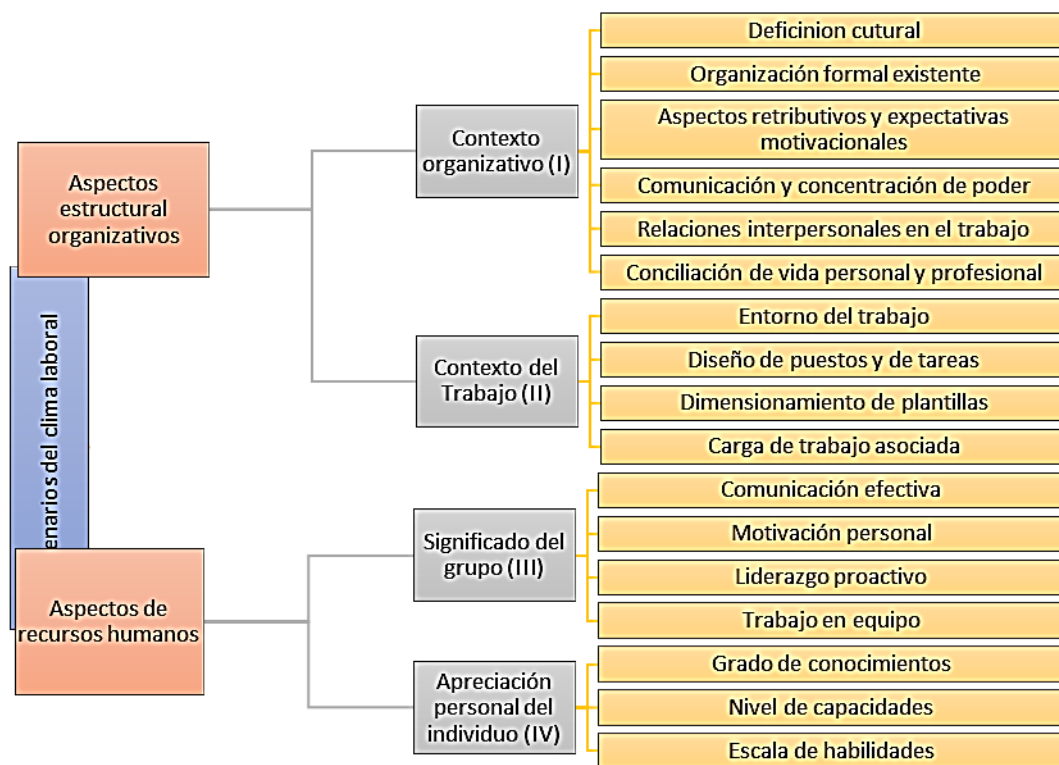 Aspectos
estructural
organizativos
enarios del clima laboral
Aspectos de
recursos humanos
Contexto
organizativo (I)
Contexto del
Trabajo (II)
Significado del
grupo (III)
Apreciación
personal del
individuo (IV)
Deficinion cutural
Organización formal existente
Aspectos retributivos y expectativas
motivacionales
Comunicación y concentración de poder
Relaciones interpersonales en el trabajo
Conciliación de vida personal y profesional
Entorno del trabajo
Diseño de puestos y de tareas
Dimensionamiento de plantillas
Carga de trabajo asociada
Comunicación efectiva
Motivación personal
Liderazgo proactivo
Trabajo en equipo
Grado de conocimientos
Nivel de capacidades
Escala de habilidades